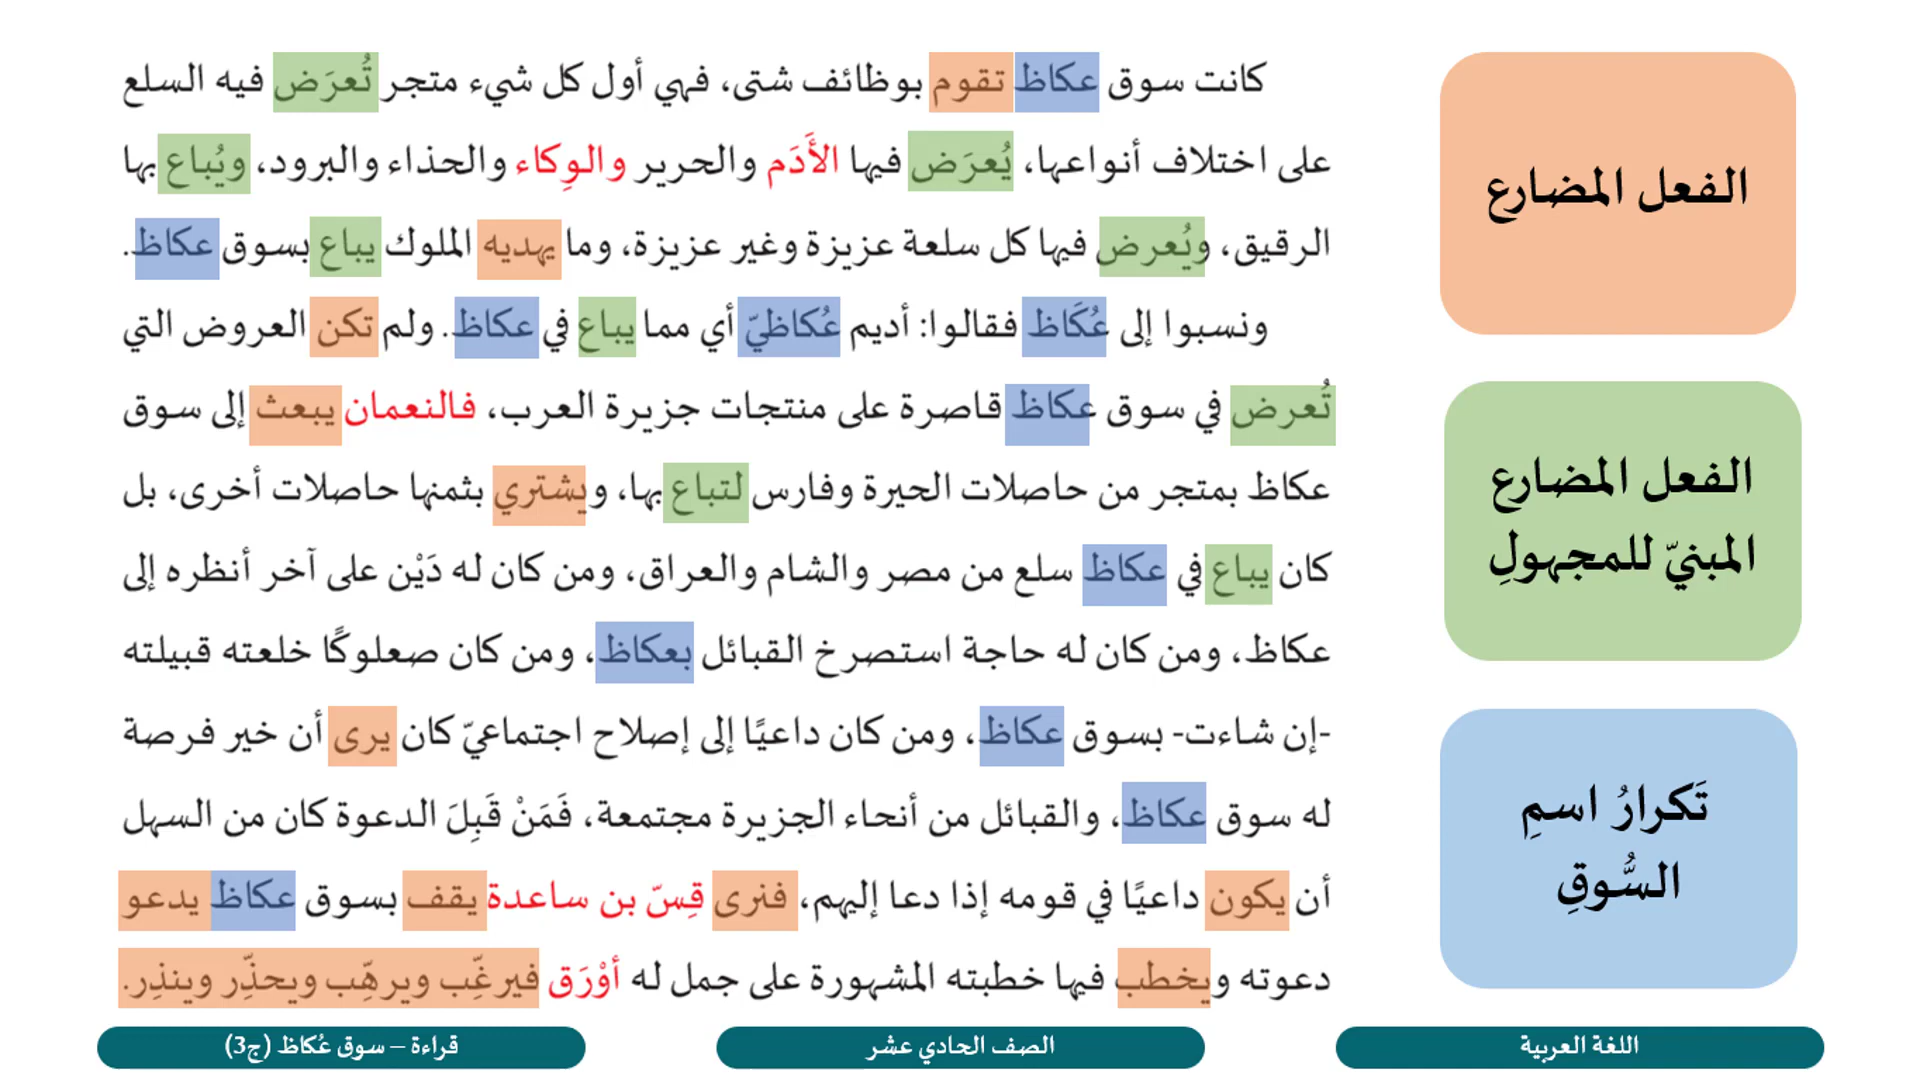 كانت سوق عكاظ تقوم بوظائف شتى، فهي أول كل شيء متجر تُعرَض فيه السلع
على اختلاف أنواعها، يُعرَض فيها الأَدَم والحرير والوِكاء والحذاء والبرود، ويُباع بها
الرقيق، ويُعرض فيها كل سلعة عزيزة وغير عزيزة، وما يهديه الملوك يباع بسوق عكاظ.
ونسبوا إلى عُكَاظ فقالوا: أديم عُكاظيّ أي مما يباع في عكاظ. ولم تكن العروض التي
تُعرض في سوق عكاظ قاصرة على منتجات جزيرة العرب، فالنعمان يبعث إلى سوق
عكاظ بمتجر من حاصلات الحيرة وفارس لتباع بها، ويشتري بثمنها حاصلات أخرى، بل
كان يباع في عكاظ سلع من مصر والشام والعراق، ومن كان له دَيْن على آخر أنظره إلى
عكاظ، ومن كان له حاجة استصرخ القبائل بعكاظ، ومن كان صعلوكًا خلعته قبيلته
-إن شاءت- بسوق عكاظ، ومن كان داعيًا إلى إصلاح اجتماعيّ كان يرى أن خير فرصة
له سوق عكاظ، والقبائل من أنحاء الجزيرة مجتمعة، فَمَنْ قَبِلَ الدعوة كان من السهل
أن يكون داعيًا في قومه إذا دعا إليهم، فنرى قِسّ بن ساعدة يقف بسوق عكاظ يدعو
دعوته ويخطب فيها خطبته المشهورة على جمل له أوْرَق فيرغِّب ويرهِّب ويحذِّر وينذِر.
الفعل المضارع
الفعل المضارع
المبنيّ للمجهولِ
تَكرارُ اسمِ
السُّوقِ
اللغة العربية
الصف الحادي عشر
قراءة – سوق عُكاظ (ج3)